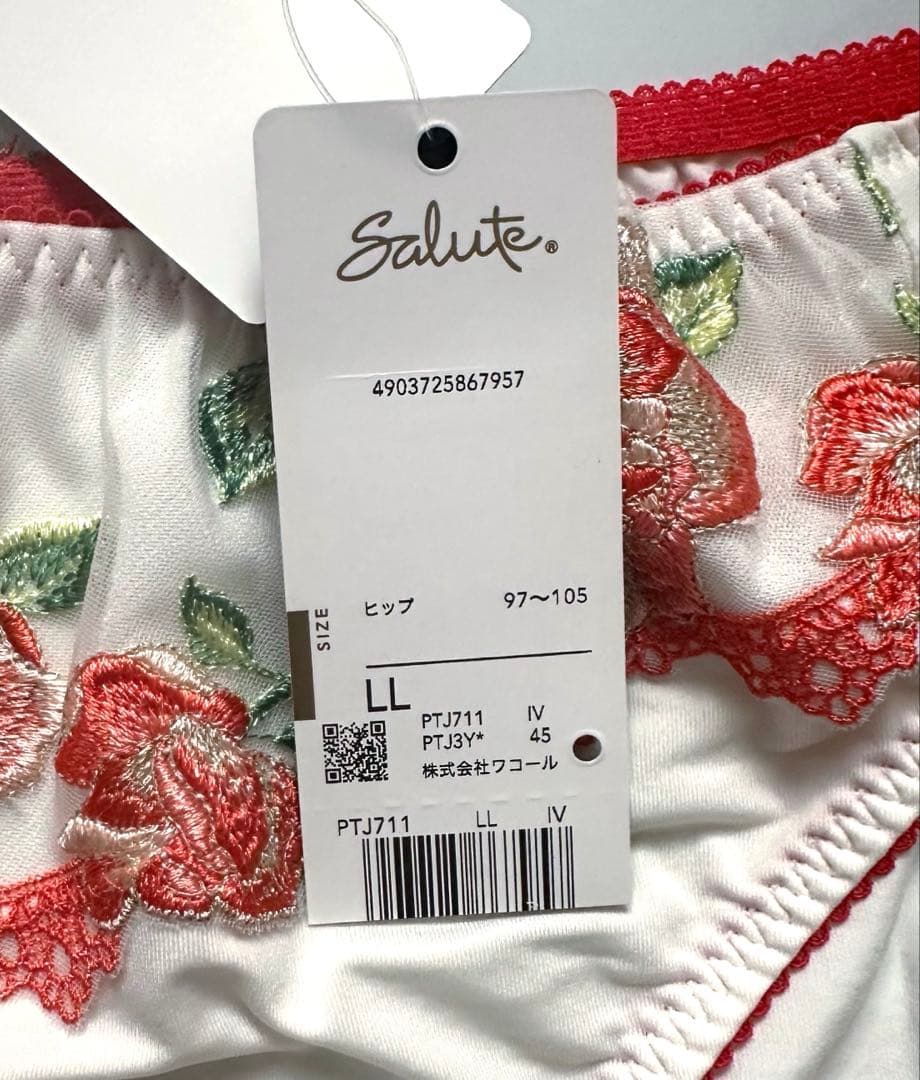 Salute®
4903725867957
SIZE
ヒップ 97～105
LL
PTJ711 IV
PTJ3Y* 45
株式会社ワコール
PTJ711 LL IV